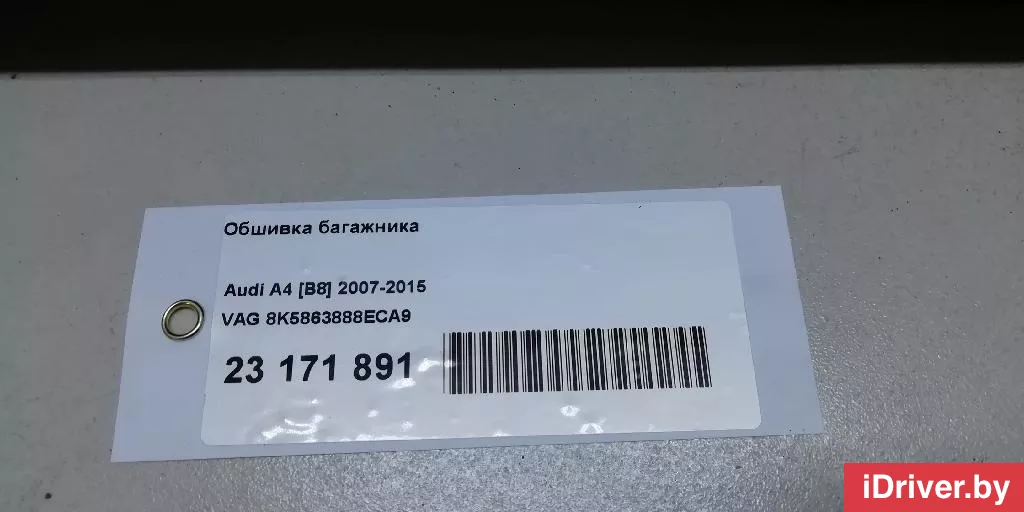 Обшивка багажника
Audi A4 [B8] 2007-2015
VAG 8K5863888ECA9
23 171 891
iDriver.by